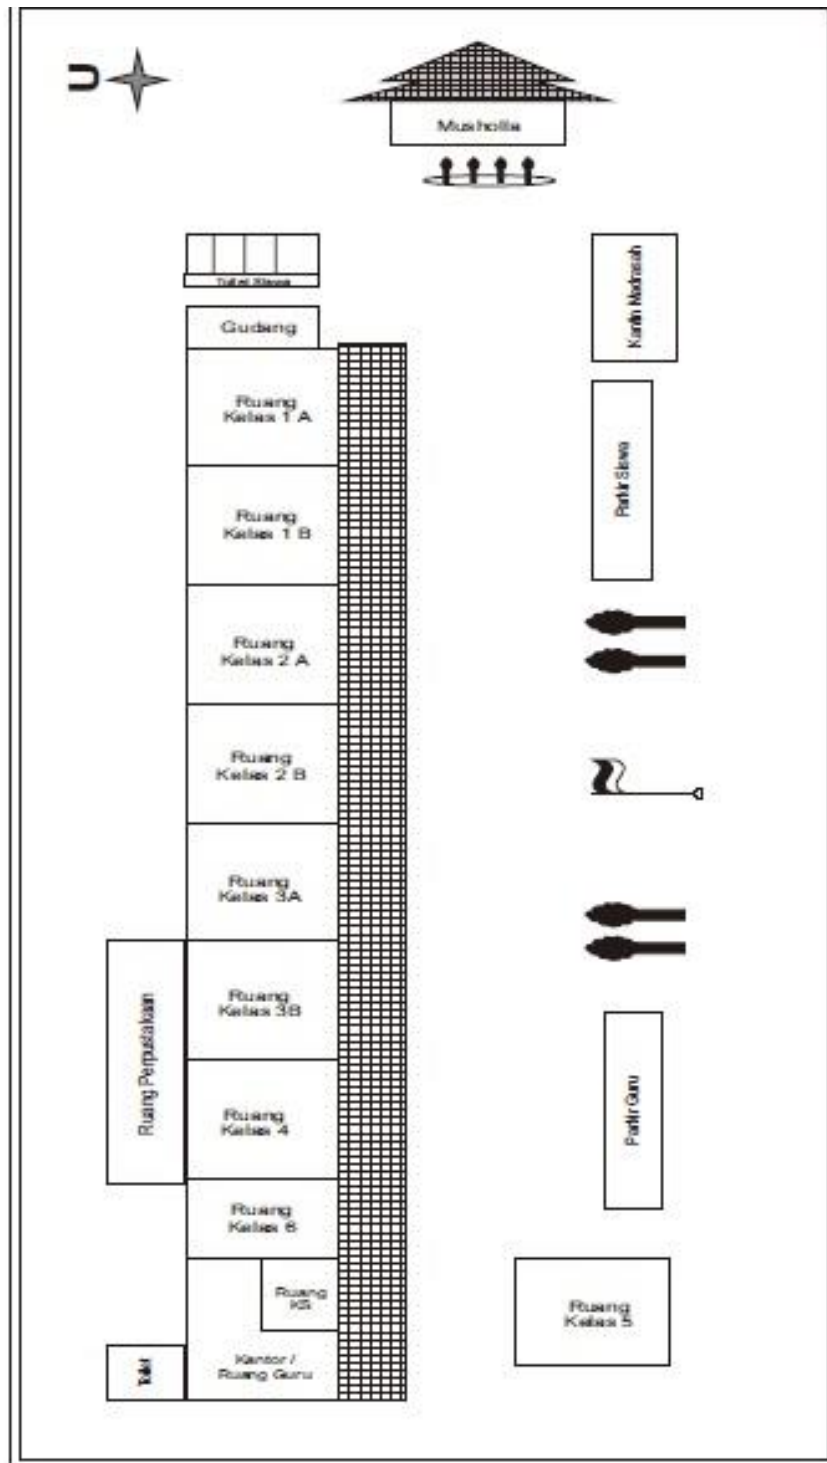 U
Musholla
Toilet Siswa
Gudang
Kantin Madrasah
Ruang
Kelas 1 A
Parkir Siswa
Ruang
Kelas 1 B
Ruang
Kelas 2 A
Ruang
Kelas 2 B
Ruang
Kelas 3A
Ruang Perpustakaan
Ruang
Kelas 3B
Ruang
Kelas 4
Parkir Guru
Ruang
Kelas 6
Ruang
KS
Ruang
Kelas 5
Toilet
Kantor /
Ruang Guru